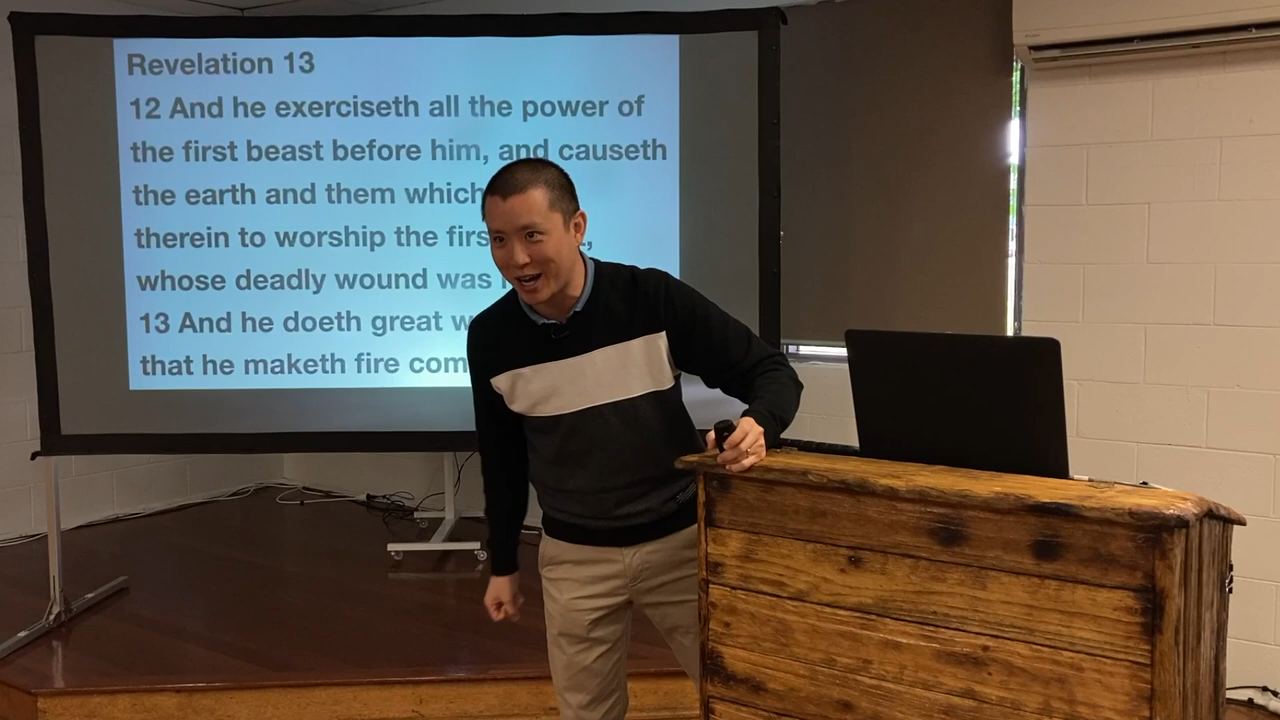 Revelation 13
12 And he exerciseth all the power of
the first beast before him, and causeth
the earth and them which
therein to worship the
whose deadly wound was
13 And he doeth great
that he maketh fire